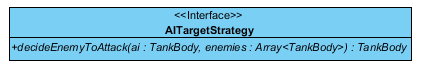 <<Interface>>
AITargetStrategy
+decideEnemyToAttack(ai : TankBody, enemies : Array<TankBody>) : TankBody